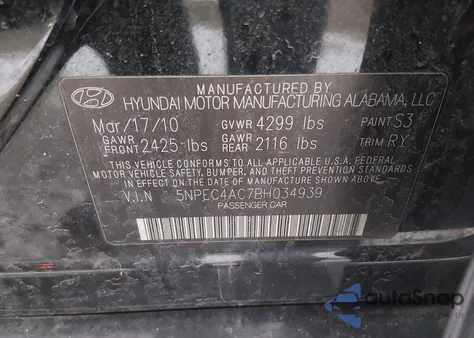 MANUFACTURED BY
HYUNDAI MOTOR MANUFACTURING ALABAMA, LLC
Mar/17/10 GVWR 4299 lbs PAINT S3
GAWR FRONT 2425 lbs GAWR REAR 2116 lbs TRIM RY
THIS VEHICLE CONFORMS TO ALL APPLICABLE U.S.A. FEDERAL
MOTOR VEHICLE SAFETY, BUMPER, AND THEFT PREVENTION STANDARDS
IN EFFECT ON THE DATE OF MANUFACTURE SHOWN ABOVE.
V.I.N 5NPEC4AC7BH034939
PASSENGER CAR
autoSnap